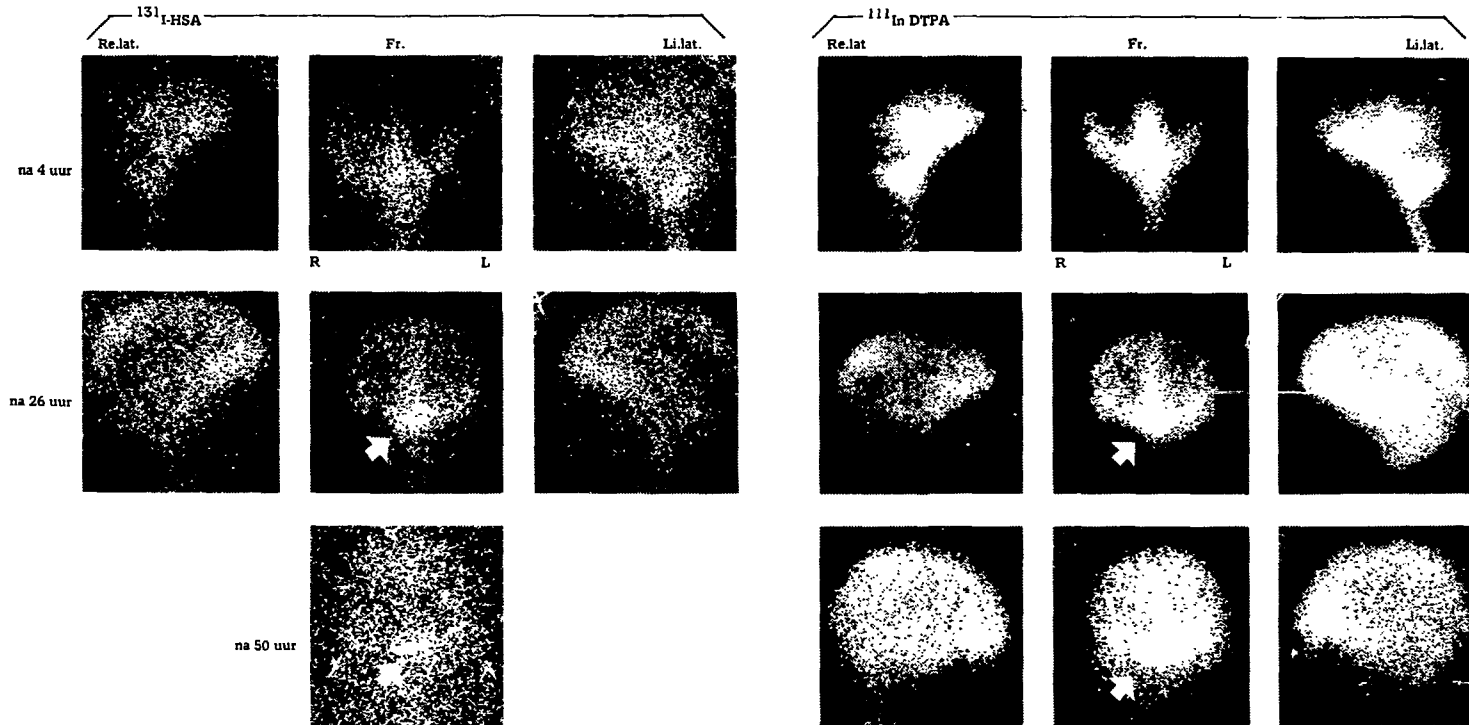 131I-HSA
111In DTPA
Re.lat. Fr. Li.lat.
Re.lat Fr. Li.lat.
na 4 uur
R L
R L
na 26 uur
na 50 uur